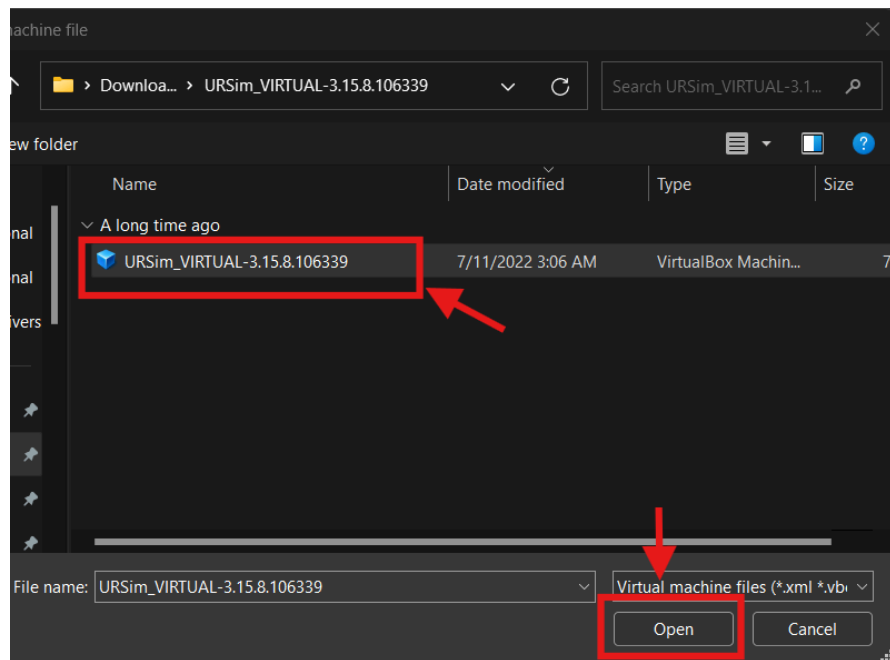 nachine file
Downloa... > URSim_VIRTUAL-3.15.8.106339
Search URSim_VIRTUAL-3.1...
ew folder
Name
Date modified
Type
Size
A long time ago
nal
URSim_VIRTUAL-3.15.8.106339
7/11/2022 3:06 AM
VirtualBox Machin...
7
nal
ivers
File name:
URSim_VIRTUAL-3.15.8.106339
Virtual machine files (*.xml *.vb
Open
Cancel